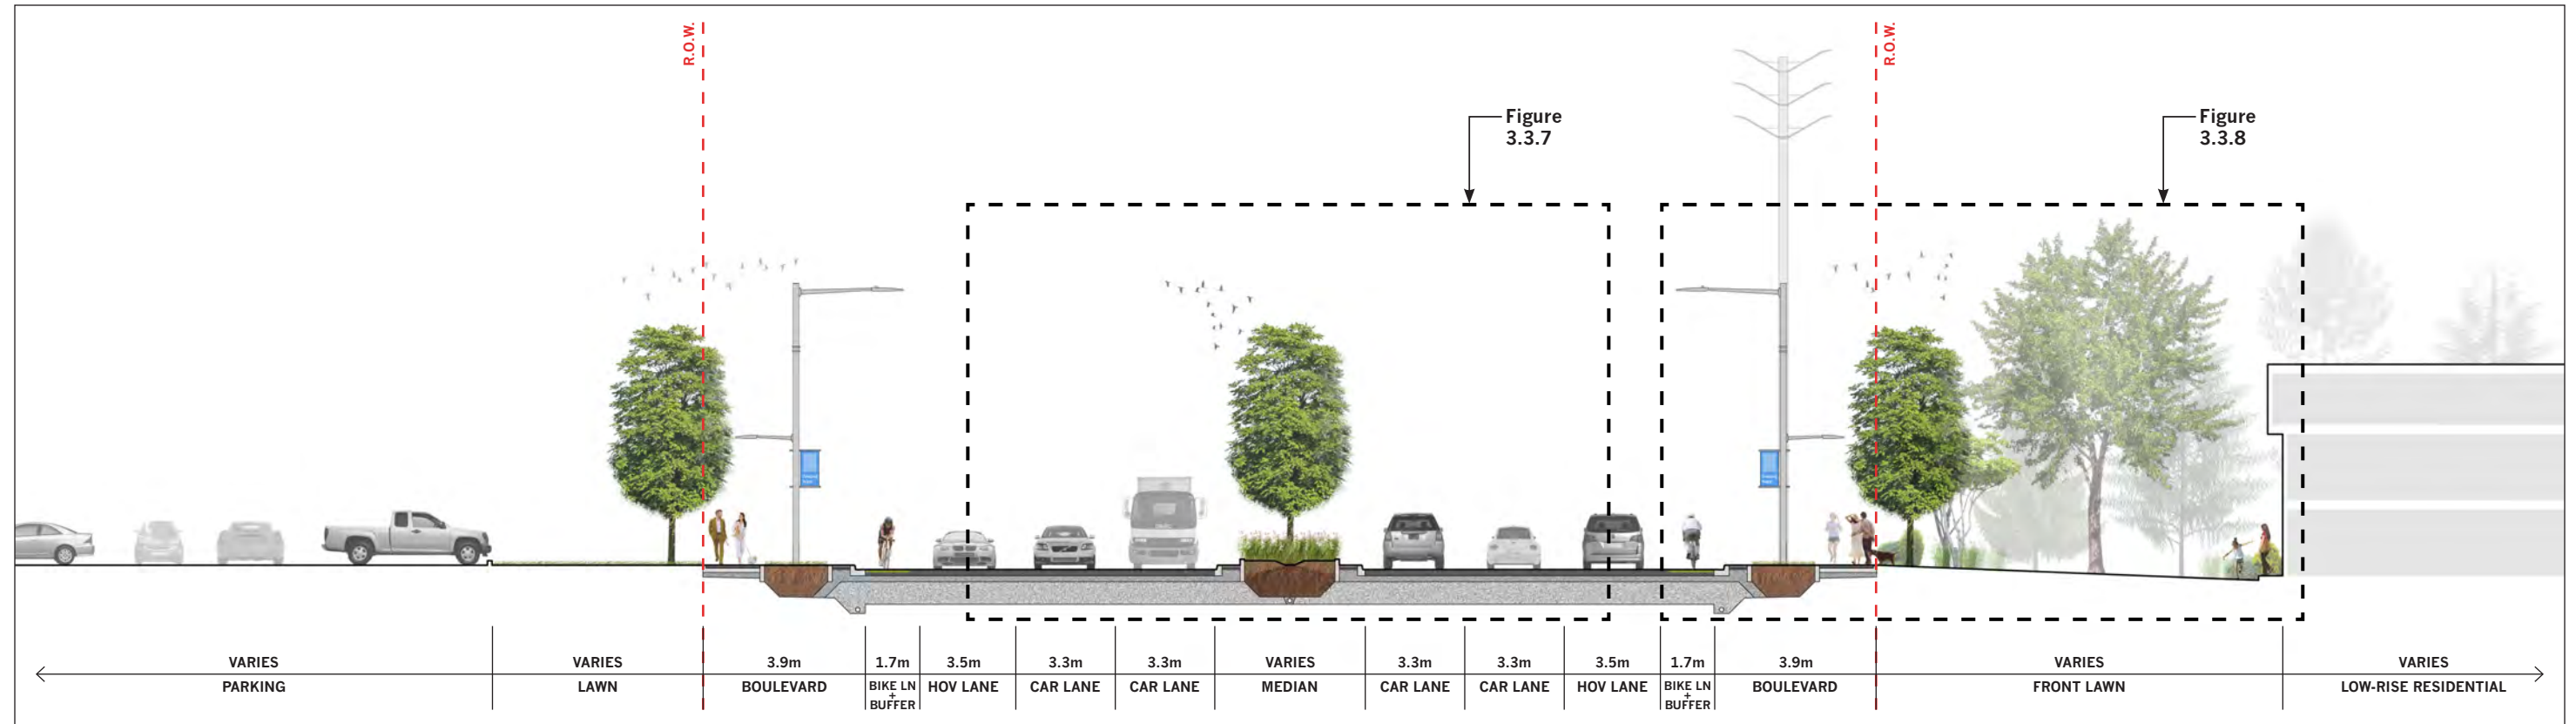 R.O.W.
R.O.W.
Figure
3.3.7
Figure
3.3.8
VARIES
VARIES
3.9m
1.7m
3.5m
3.3m
3.3m
VARIES
3.3m
3.3m
3.5m
1.7m
3.9m
VARIES
VARIES
PARKING
LAWN
BOULEVARD
BIKE LN
+
BUFFER
HOV LANE
CAR LANE
CAR LANE
MEDIAN
CAR LANE
CAR LANE
HOV LANE
BIKE LN
+
BUFFER
BOULEVARD
FRONT LAWN
LOW-RISE RESIDENTIAL